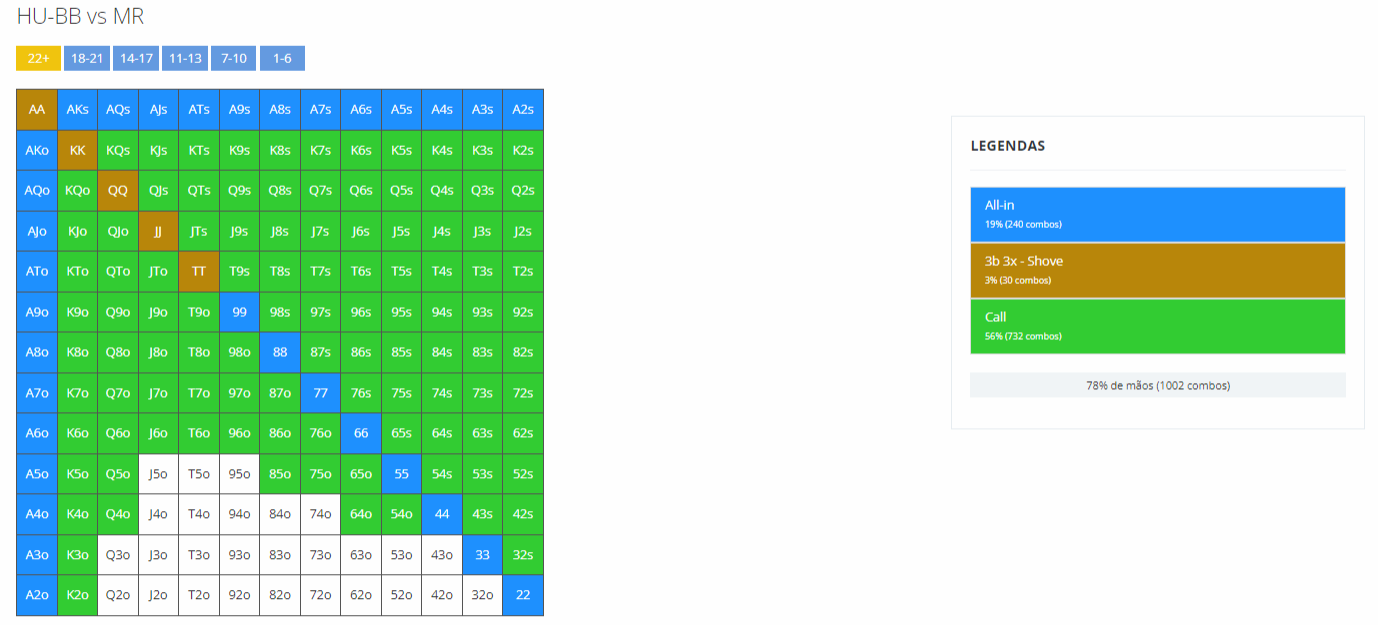 HU-BB vs MR
22+ 18-21 14-17 11-13 7-10 1-6
AA AKs AQs AJs ATs A9s A8s A7s A6s A5s A4s A3s A2s
AKo KK KQs KJs KTs K9s K8s K7s K6s K5s K4s K3s K2s
AQo KQo QQ QJs QTs Q9s Q8s Q7s Q6s Q5s Q4s Q3s Q2s
AJo KJo QJo JJ JTs J9s J8s J7s J6s J5s J4s J3s J2s
ATo KTo QTo JTo TT T9s T8s T7s T6s T5s T4s T3s T2s
A9o K9o Q9o J9o T9o 99 98s 97s 96s 95s 94s 93s 92s
A8o K8o Q8o J8o T8o 98o 88 87s 86s 85s 84s 83s 82s
A7o K7o Q7o J7o T7o 97o 87o 77 76s 75s 74s 73s 72s
A6o K6o Q6o J6o T6o 96o 86o 76o 66 65s 64s 63s 62s
A5o K5o Q5o J5o T5o 95o 85o 75o 65o 55 54s 53s 52s
A4o K4o Q4o J4o T4o 94o 84o 74o 64o 54o 44 43s 42s
A3o K3o Q3o J3o T3o 93o 83o 73o 63o 53o 43o 33 32s
A2o K2o Q2o J2o T2o 92o 82o 72o 62o 52o 42o 32o 22
LEGENDAS
All-in
19% (240 combos)
3b 3x - Shove
3% (30 combos)
Call
56% (732 combos)
78% de mãos (1002 combos)